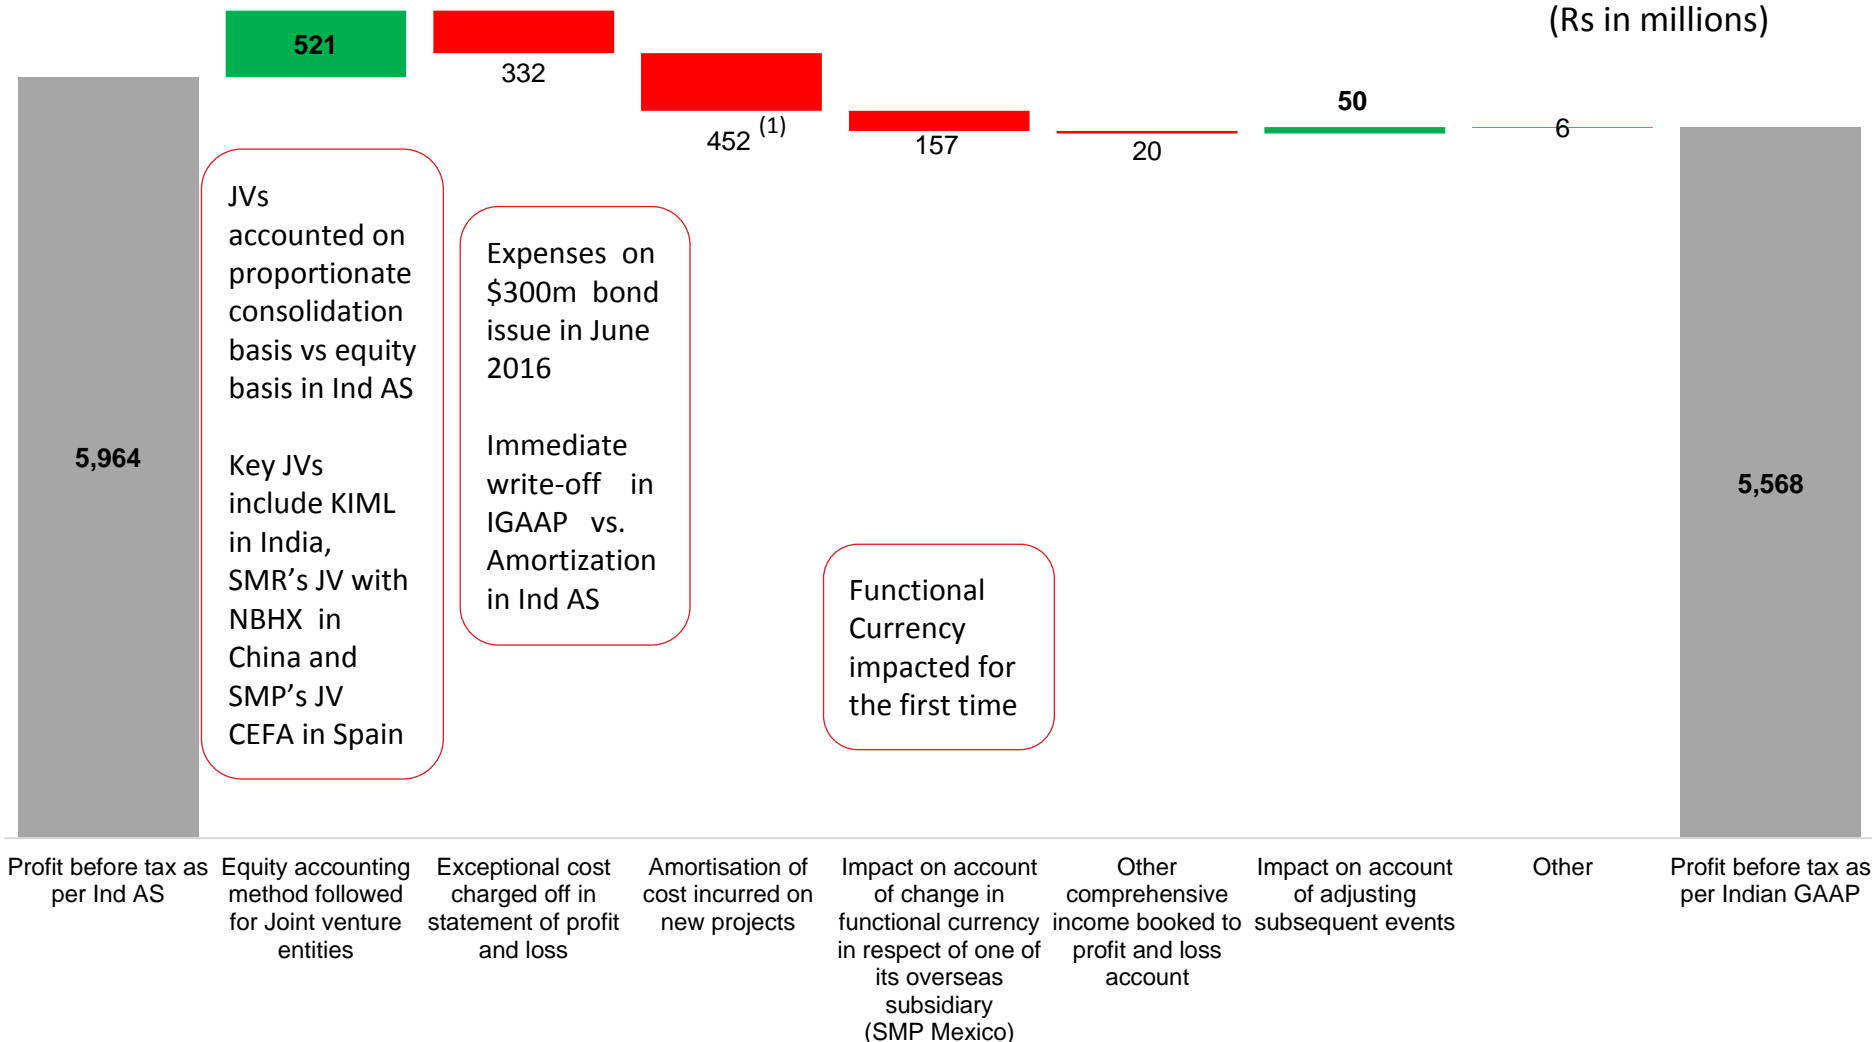 (Rs in millions)
521
332
452 (1)
157
20
50
6
5,964
5,568
JVs
accounted on
proportionate
consolidation
basis vs equity
basis in Ind AS
Key JVs
include KIML
in India,
SMR’s JV with
NBHX in
China and
SMP’s JV
CEFA in Spain
Expenses on
$300m bond
issue in June
2016
Immediate
write-off in
IGAAP vs.
Amortization
in Ind AS
Functional
Currency
impacted for
the first time
Profit before tax as
per Ind AS
Equity accounting
method followed
for Joint venture
entities
Exceptional cost
charged off in
statement of profit
and loss
Amortisation of
cost incurred on
new projects
Impact on account
of change in
functional currency
in respect of one of
its overseas
subsidiary
(SMP Mexico)
Other
comprehensive
income booked to
profit and loss
account
Impact on account
of adjusting
subsequent events
Other
Profit before tax as
per Indian GAAP